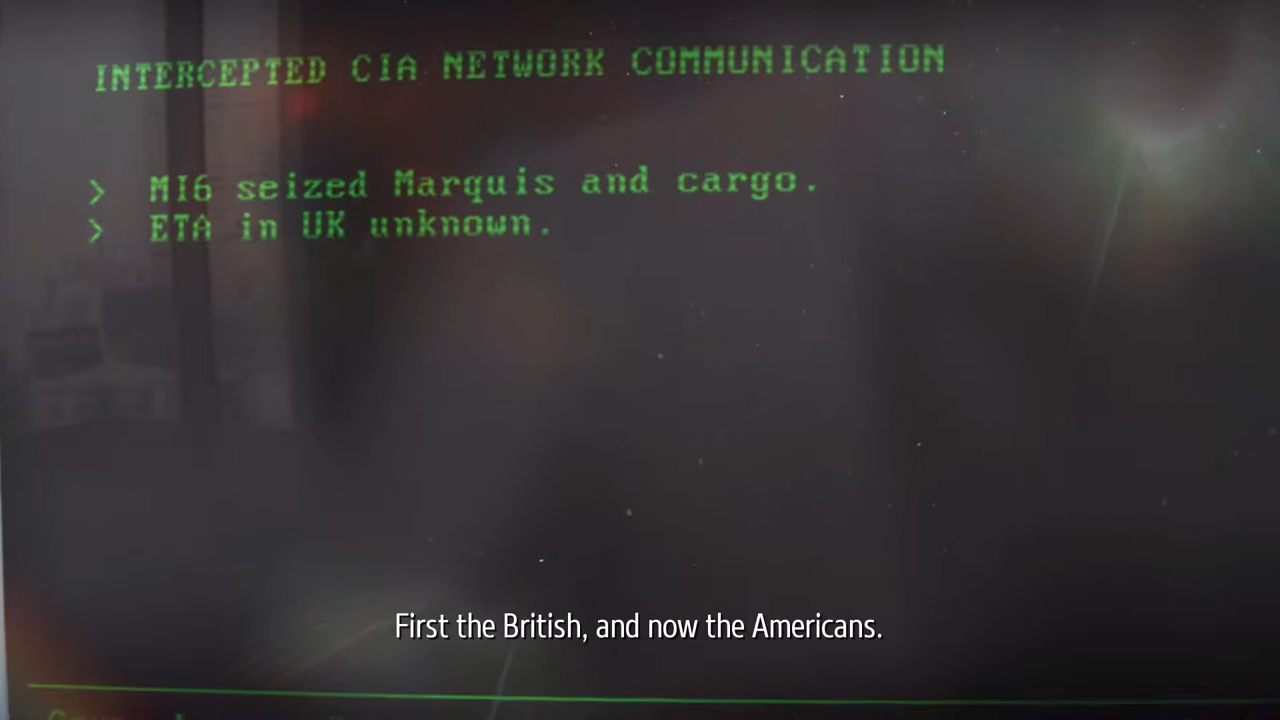 INTERCEPTED CIA NETWORK COMMUNICATION
> MI6 seized Marquis and cargo.
> ETA in UK unknown.
First the British, and now the Americans.